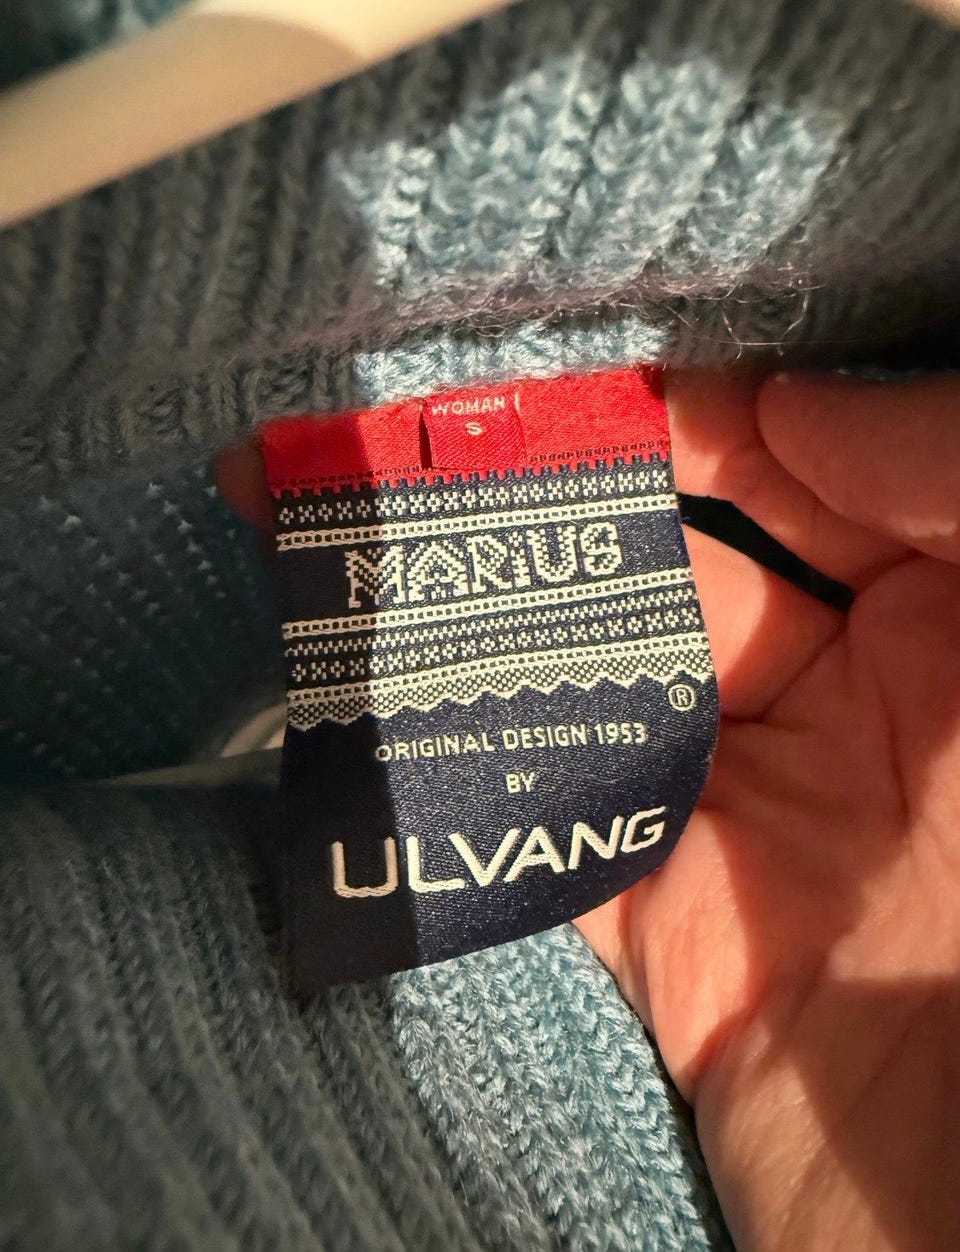 WOMAN
S
MARIUS
®
ORIGINAL DESIGN 1953
BY
ULVANG